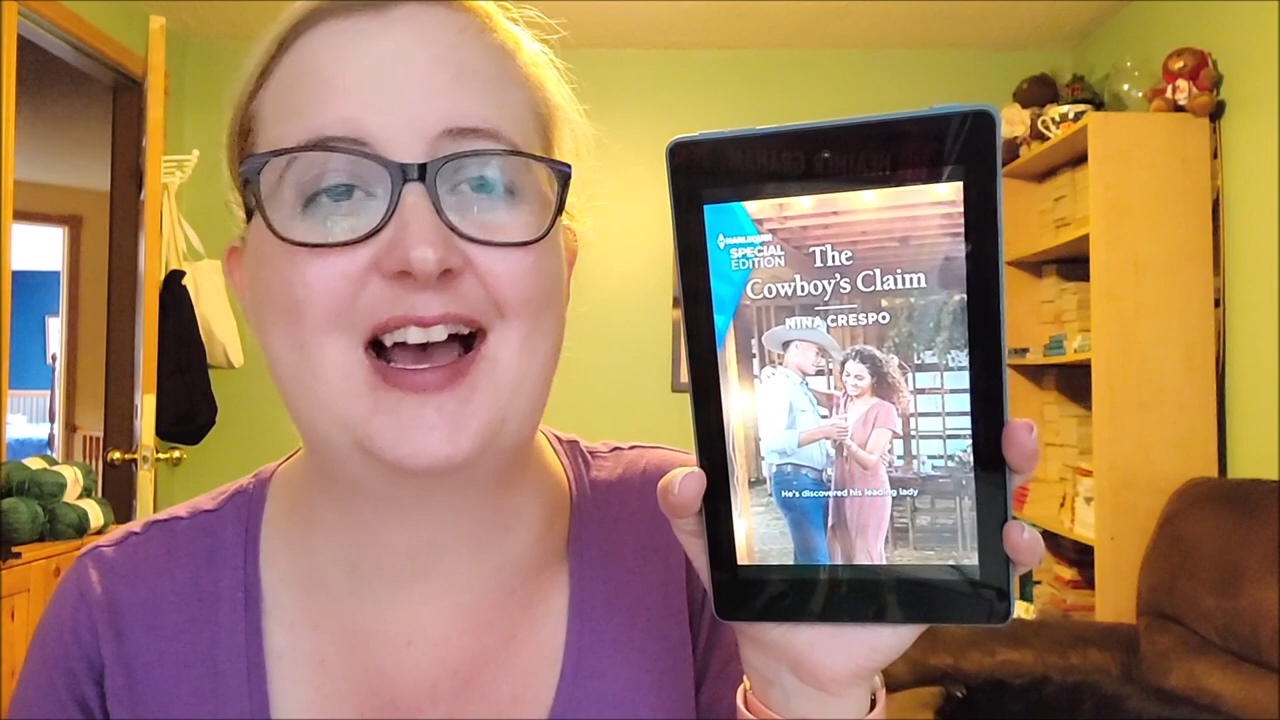 HARLEQUIN
SPECIAL
EDITION
The
Cowboy's Claim
NINA CRESPO
He's discovered his leading lady